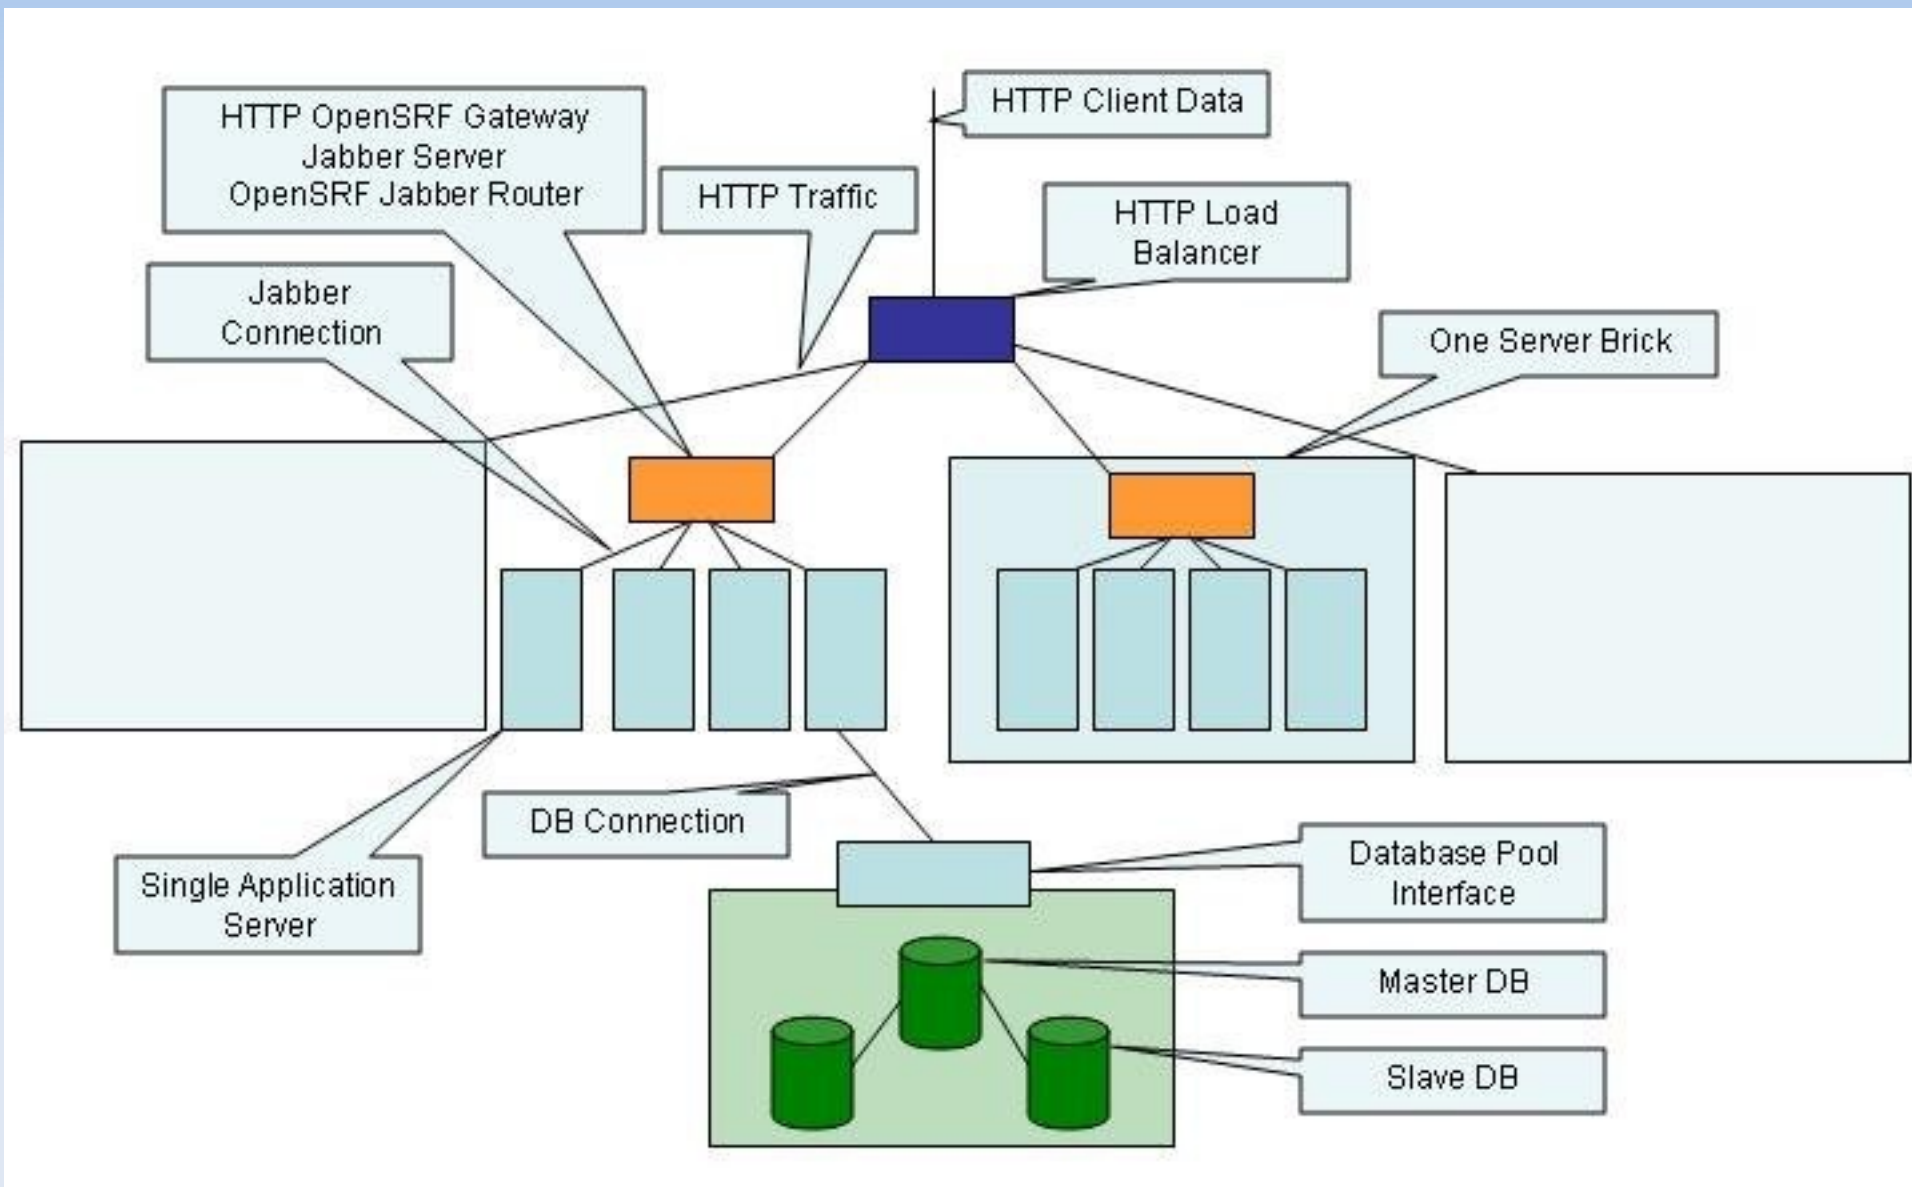 HTTP Client Data
HTTP OpenSRF Gateway
Jabber Server
OpenSRF Jabber Router
HTTP Traffic
HTTP Load
Balancer
Jabber
Connection
One Server Brick
DB Connection
Single Application
Server
Database Pool
Interface
Master DB
Slave DB